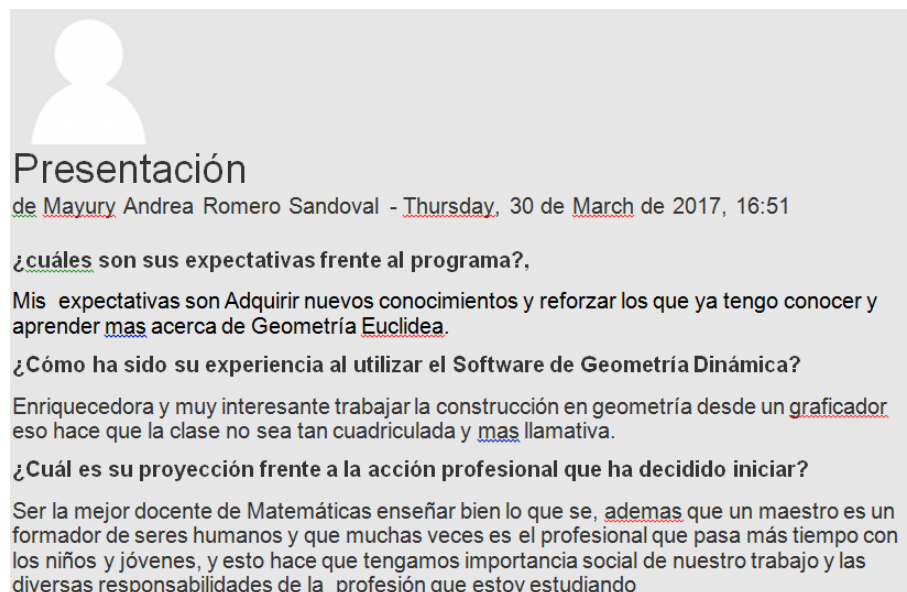 Presentación
de Mayury Andrea Romero Sandoval - Thursday, 30 de March de 2017, 16:51
¿cuáles son sus expectativas frente al programa?,
Mis expectativas son Adquirir nuevos conocimientos y reforzar los que ya tengo conocer y
aprender mas acerca de Geometría Euclidea.
¿Cómo ha sido su experiencia al utilizar el Software de Geometría Dinámica?
Enriquecedora y muy interesante trabajar la construcción en geometría desde un graficador
eso hace que la clase no sea tan cuadriculada y mas llamativa.
¿Cuál es su proyección frente a la acción profesional que ha decidido iniciar?
Ser la mejor docente de Matemáticas enseñar bien lo que se, ademas que un maestro es un
formador de seres humanos y que muchas veces es el profesional que pasa más tiempo con
los niños y jóvenes, y esto hace que tengamos importancia social de nuestro trabajo y las
diversas responsabilidades de la profesión que estoy estudiando